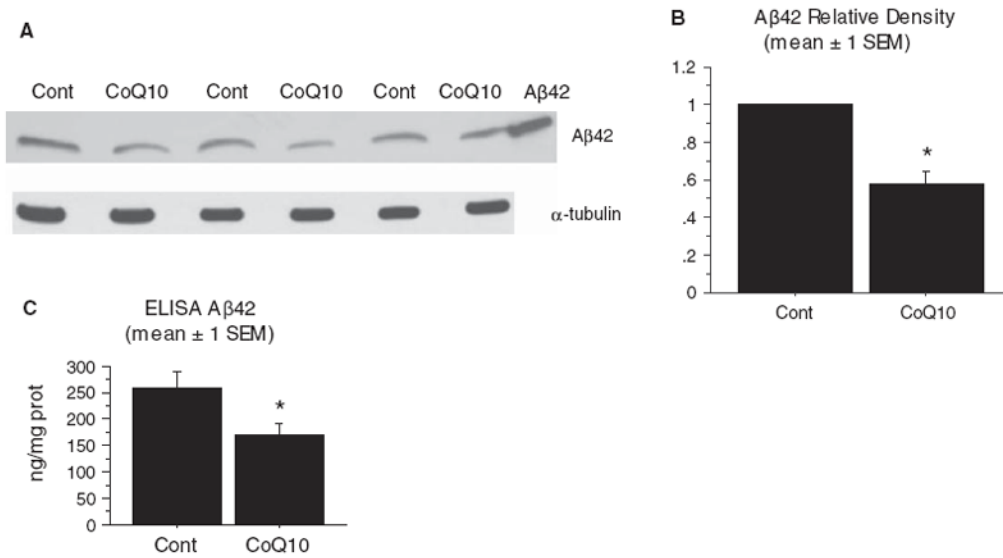 A
Cont CoQ10 Cont CoQ10 Cont CoQ10 Aβ42
Aβ42
α-tubulin
B
Aβ42 Relative Density
(mean ± 1 SEM)
1.2
1
.8
.6
.4
.2
0
*
Cont CoQ10
C
ELISA Aβ42
(mean ± 1 SEM)
ng/mg prot
300
250
200
150
100
50
0
*
Cont CoQ10